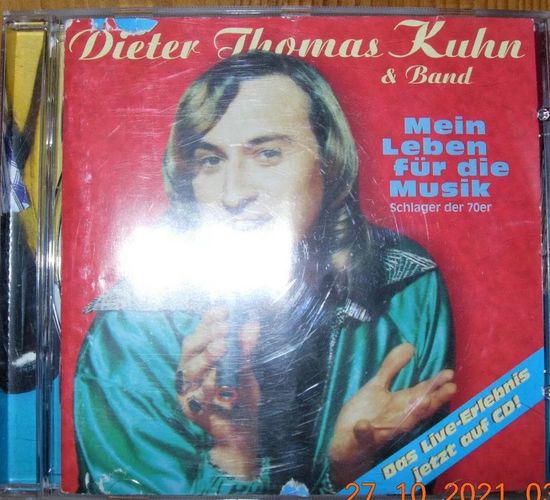 Dieter Thomas Kuhn
& Band
Mein
Leben
für die
Musik
Schlager der 70er
Das Live-Erlebnis
jetzt auf CD!
27 10 2021